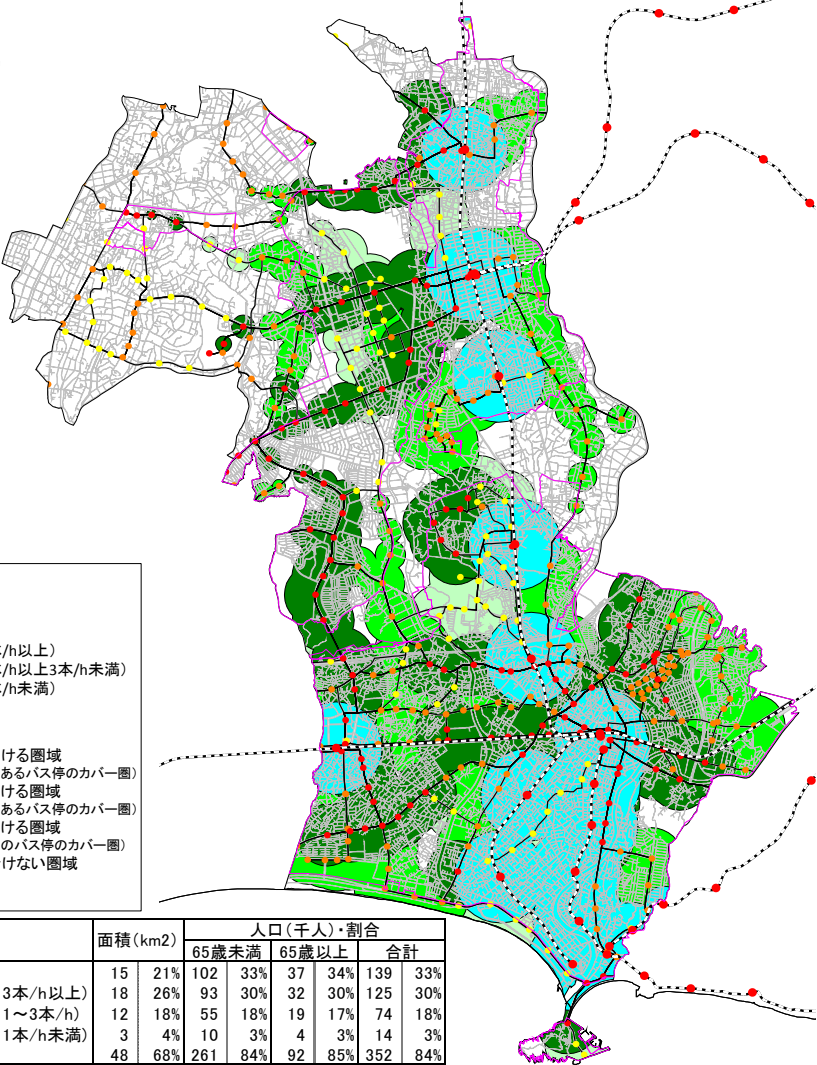 本/h以上）
本/h以上3本/h未満）
本/h未満）
ける圏域
あるバス停のカバー圏）
ける圏域
あるバス停のカバー圏）
ける圏域
のバス停のカバー圏）
けない圏域
面積（km2） 人口（千人）・割合
65歳未満 65歳以上 合計
15 21% 102 33% 37 34% 139 33%
3本/h以上） 18 26% 93 30% 32 30% 125 30%
1～3本/h） 12 18% 55 18% 19 17% 74 18%
1本/h未満） 3 4% 10 3% 4 3% 14 3%
48 68% 261 84% 92 85% 352 84%